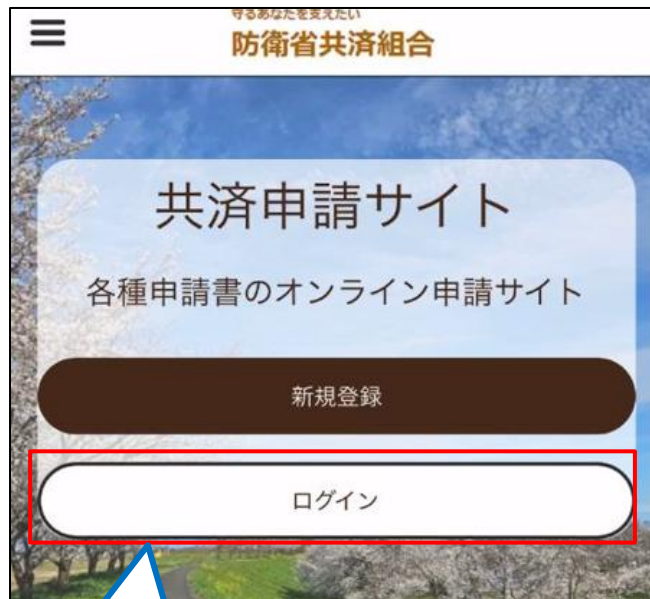 守るあなたを支えたい
防衛省共済組合
共済申請サイト
各種申請書のオンライン申請サイト
新規登録
ログイン